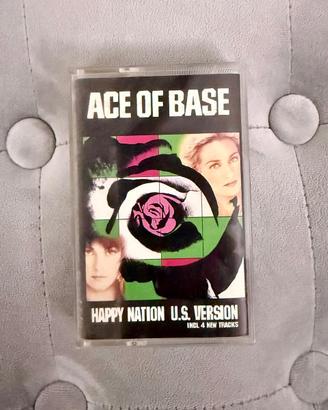 ACE OF BASE
HAPPY NATION U.S. VERSION
INCL 4 NEW TRACKS